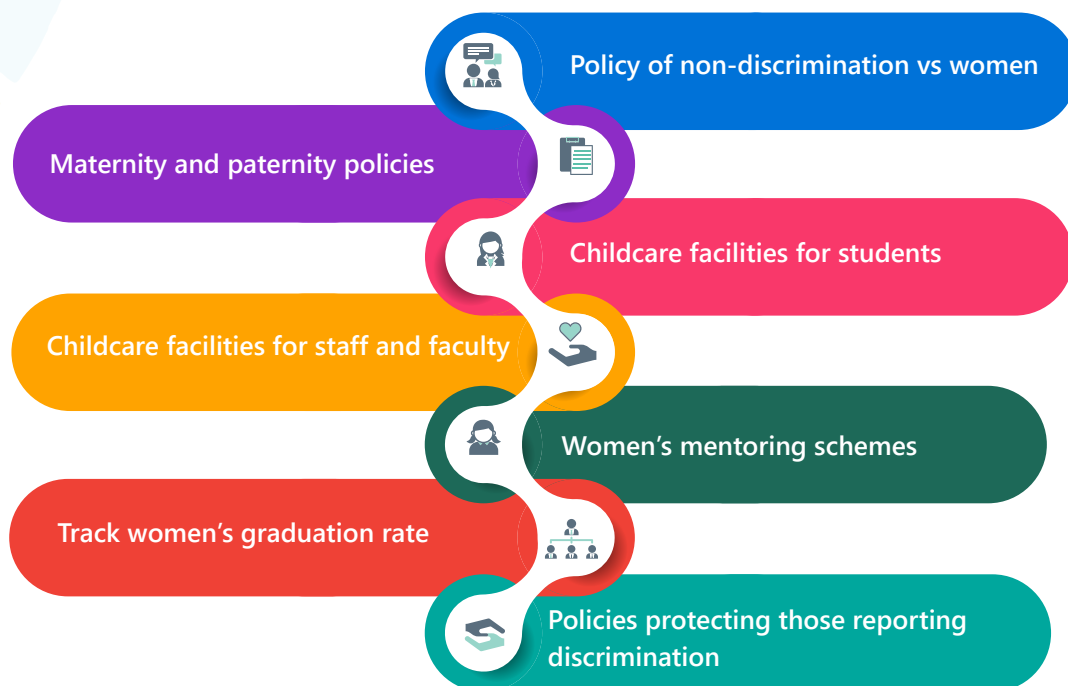 Policy of non-discrimination vs women
Maternity and paternity policies
Childcare facilities for students
Childcare facilities for staff and faculty
Women’s mentoring schemes
Track women’s graduation rate
Policies protecting those reporting
discrimination